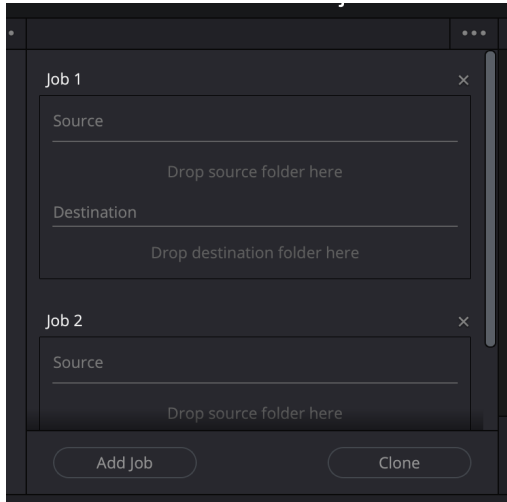 Job 1
Source
Drop source folder here
Destination
Drop destination folder here
Job 2
Source
Drop source folder here
Add Job Clone